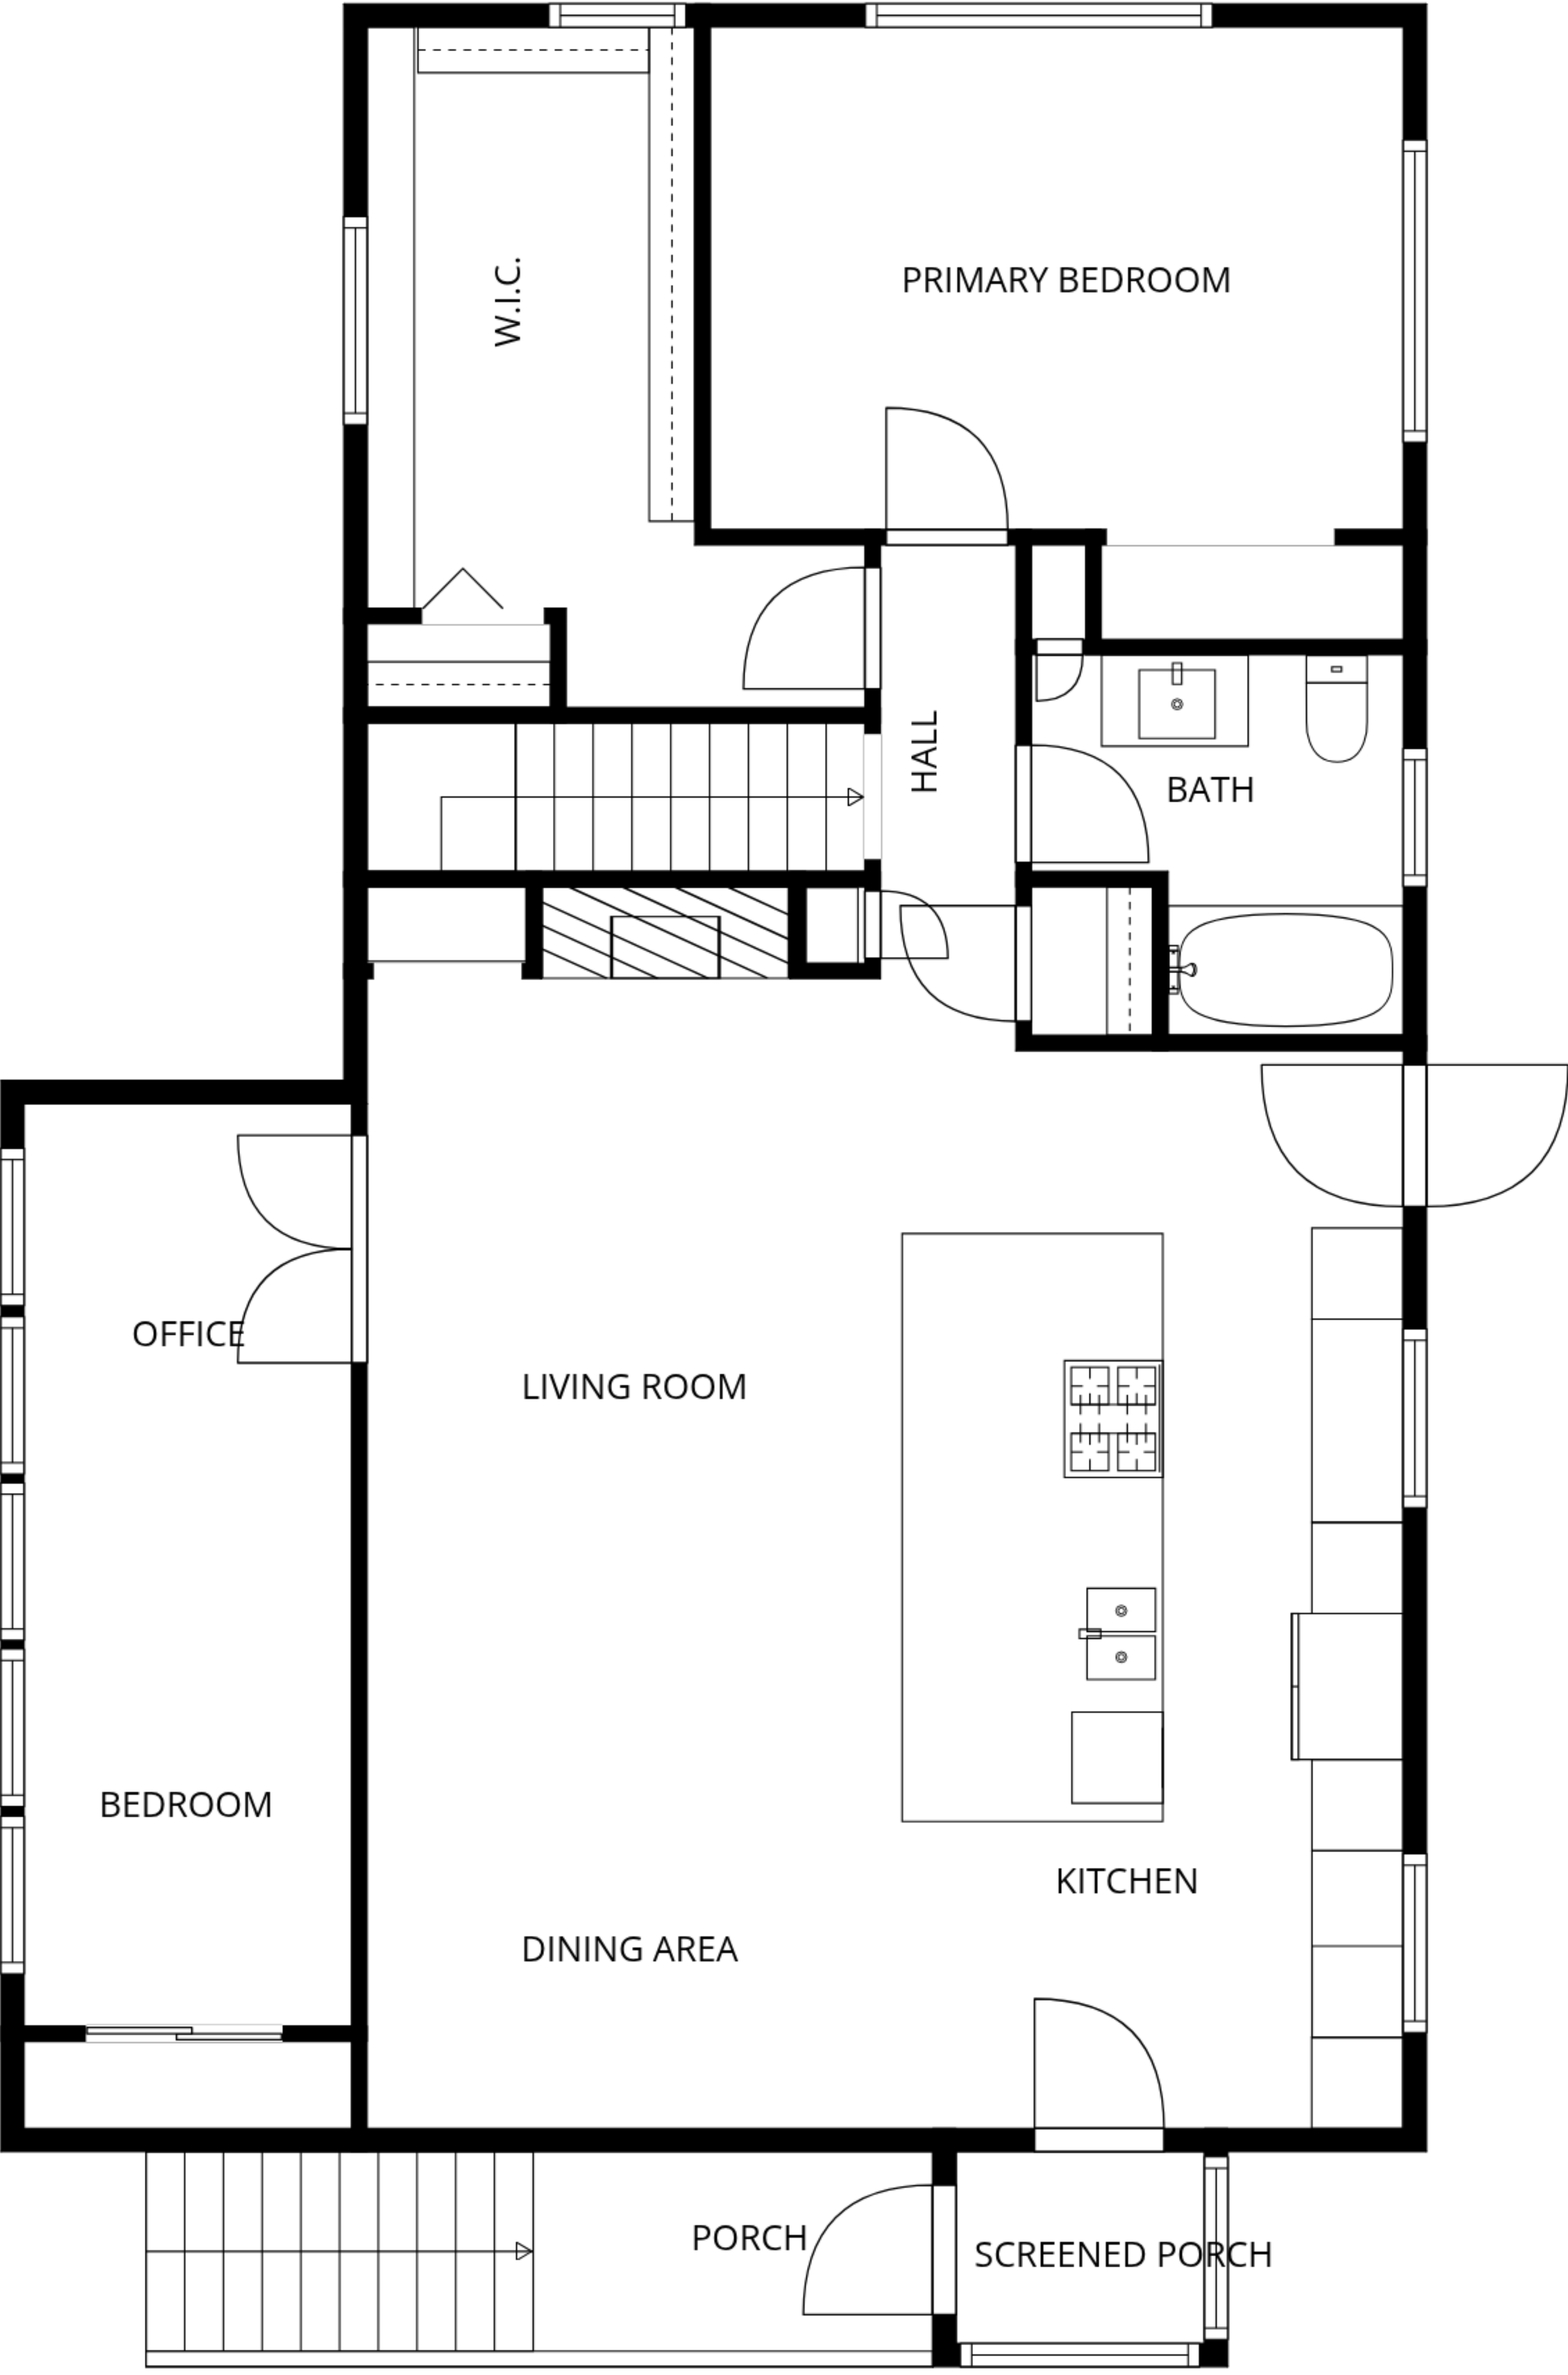 W.I.C.
PRIMARY BEDROOM
HALL
BATH
OFFICE
LIVING ROOM
BEDROOM
KITCHEN
DINING AREA
PORCH
SCREENED PORCH